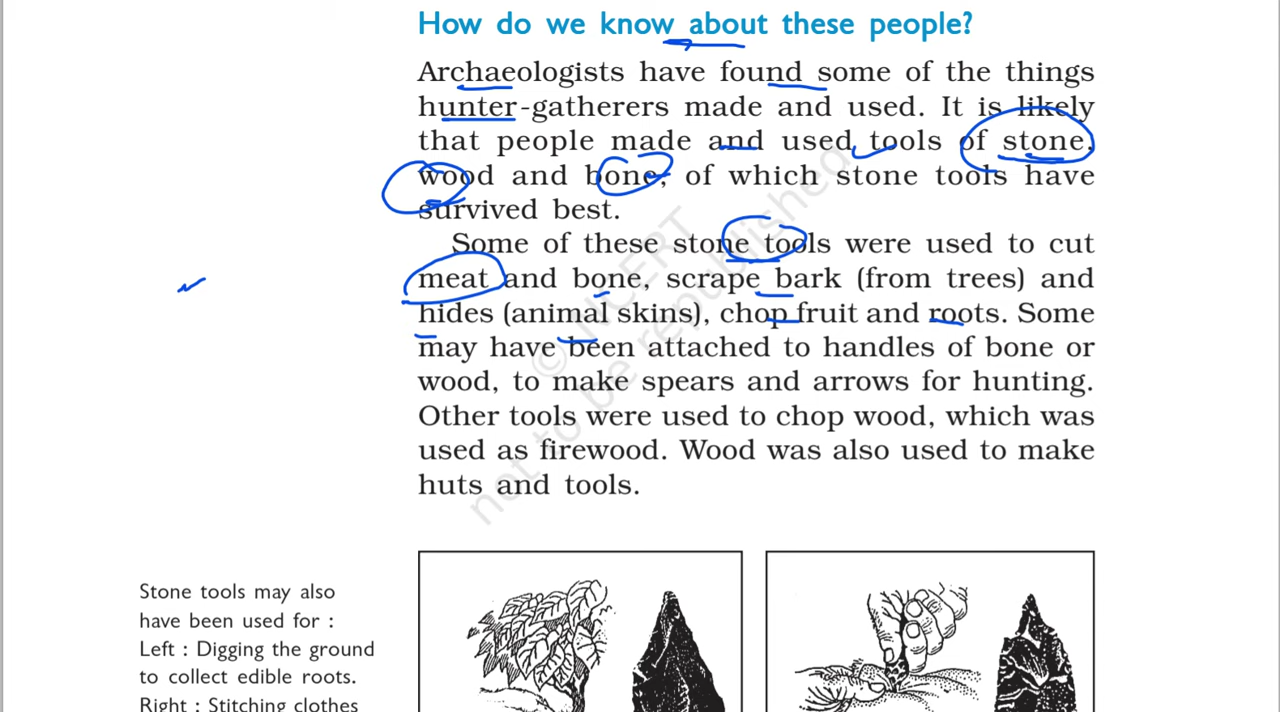 How do we know about these people?
Archaeologists have found some of the things
hunter-gatherers made and used. It is likely
that people made and used tools of stone,
wood and bone, of which stone tools have
survived best.
Some of these stone tools were used to cut
meat and bone, scrape bark (from trees) and
hides (animal skins), chop fruit and roots. Some
may have been attached to handles of bone or
wood, to make spears and arrows for hunting.
Other tools were used to chop wood, which was
used as firewood. Wood was also used to make
huts and tools.
© NCERT
not to be republished
Stone tools may also
have been used for :
Left : Digging the ground
to collect edible roots.
Right : Stitching clothes